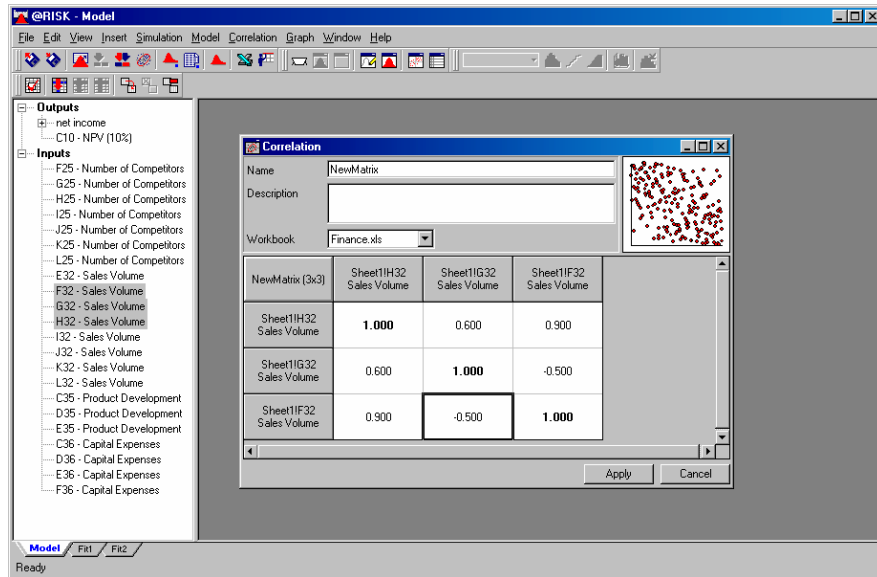 @RISK - Model
File Edit View Insert Simulation Model Correlation Graph Window Help
Outputs
net income
C10 - NPV (10%)
Inputs
F25 - Number of Competitors
G25 - Number of Competitors
H25 - Number of Competitors
I25 - Number of Competitors
J25 - Number of Competitors
K25 - Number of Competitors
L25 - Number of Competitors
E32 - Sales Volume
F32 - Sales Volume
G32 - Sales Volume
H32 - Sales Volume
I32 - Sales Volume
J32 - Sales Volume
K32 - Sales Volume
L32 - Sales Volume
C35 - Product Development
D35 - Product Development
E35 - Product Development
C36 - Capital Expenses
D36 - Capital Expenses
E36 - Capital Expenses
F36 - Capital Expenses
Correlation
Name NewMatrix
Description
Workbook Finance.xls
NewMatrix (3x3) Sheet1!H32 Sales Volume Sheet1!G32 Sales Volume Sheet1!F32 Sales Volume
Sheet1!H32 Sales Volume 1.000 0.600 0.900
Sheet1!G32 Sales Volume 0.600 1.000 -0.500
Sheet1!F32 Sales Volume 0.900 -0.500 1.000
Apply Cancel
Model Fit1 Fit2
Ready